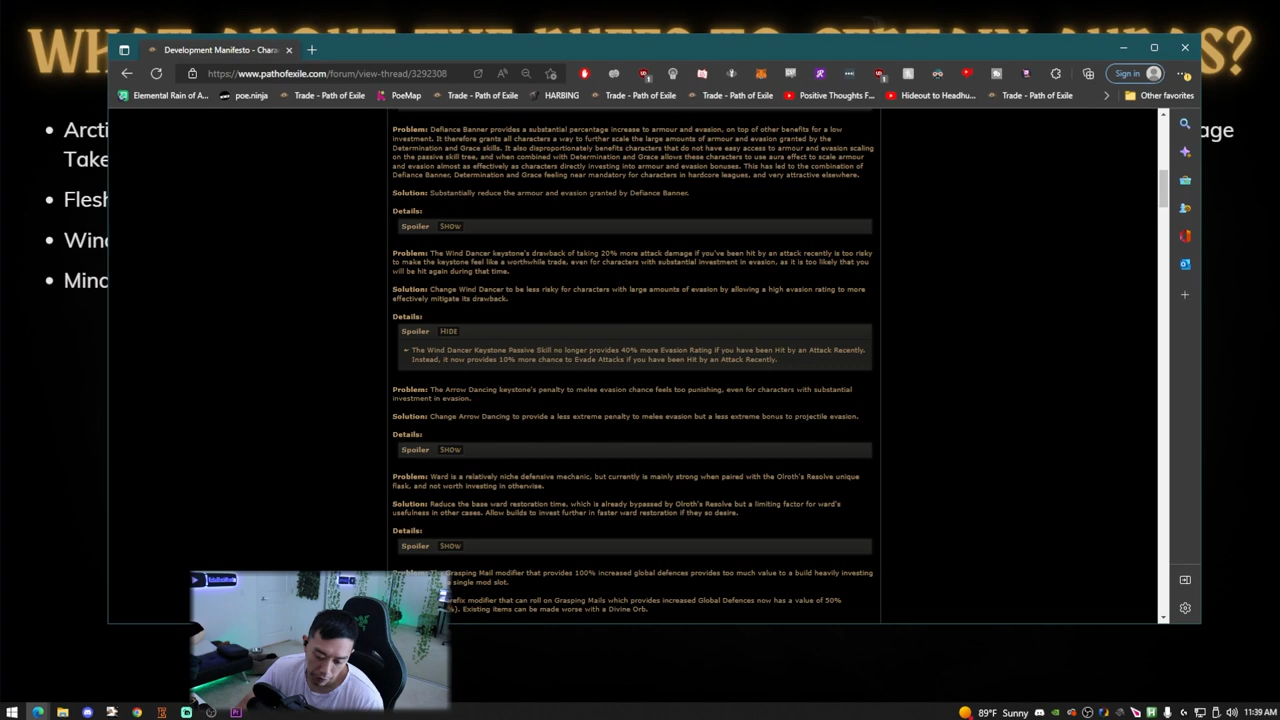 WHAT ABOUT THE BUFFS TO CERTAIN AURAS?
Development Manifesto - Chara
https://www.pathofexile.com/forum/view-thread/3292308
Sign in
Elemental Rain of A...
poe.ninja
Trade - Path of Exile
PoeMap
Trade - Path of Exile
HARBING
Trade - Path of Exile
Trade - Path of Exile
Positive Thoughts F...
Hideout to Headhu...
Trade - Path of Exile
Other favorites
Arcti
age
Take
Flesh
Wind
Mind
Problem: Defiance Banner provides a substantial percentage increase to armour and evasion, on top of other benefits for a low
investment. It therefore grants all characters a way to further scale the large amounts of armour and evasion granted by the
Determination and Grace skills. It also disproportionately benefits characters that do not have easy access to armour and evasion scaling
on the passive skill tree, and when combined with Determination and Grace allows these characters to use aura effect to scale armour
and evasion almost as effectively as characters directly investing into armour and evasion bonuses. This has led to the combination of
Defiance Banner, Determination and Grace feeling near mandatory for characters in hardcore leagues, and very attractive elsewhere.
Solution: Substantially reduce the armour and evasion granted by Defiance Banner.
Details:
Spoiler SHOW
Problem: The Wind Dancer keystone's drawback of taking 20% more attack damage if you've been hit by an attack recently is too risky
to make the keystone feel like a worthwhile trade, even for characters with substantial investment in evasion, as it is too likely that you
will be hit again during that time.
Solution: Change Wind Dancer to be less risky for characters with large amounts of evasion by allowing a high evasion rating to more
effectively mitigate its drawback.
Details:
Spoiler HIDE
The Wind Dancer Keystone Passive Skill no longer provides 40% more Evasion Rating if you have been Hit by an Attack Recently.
Instead, it now provides 10% more chance to Evade Attacks if you have been Hit by an Attack Recently.
Problem: The Arrow Dancing keystone's penalty to melee evasion chance feels too punishing, even for characters with substantial
investment in evasion.
Solution: Change Arrow Dancing to provide a less extreme penalty to melee evasion but a less extreme bonus to projectile evasion.
Details:
Spoiler SHOW
Problem: Ward is a relatively niche defensive mechanic, but currently is mainly strong when paired with the Olroth's Resolve unique
flask, and not worth investing in otherwise.
Solution: Reduce the base ward restoration time, which is already bypassed by Olroth's Resolve but a limiting factor for ward's
usefulness in other cases. Allow builds to invest further in faster ward restoration if they so desire.
Details:
Spoiler SHOW
Problem: The Grasping Mail modifier that provides 100% increased global defences provides too much value to a build heavily investing
a single mod slot.
refix modifier that can roll on Grasping Mails which provides increased Global Defences now has a value of 50%
%). Existing items can be made worse with a Divine Orb.
89°F Sunny
11:39 AM